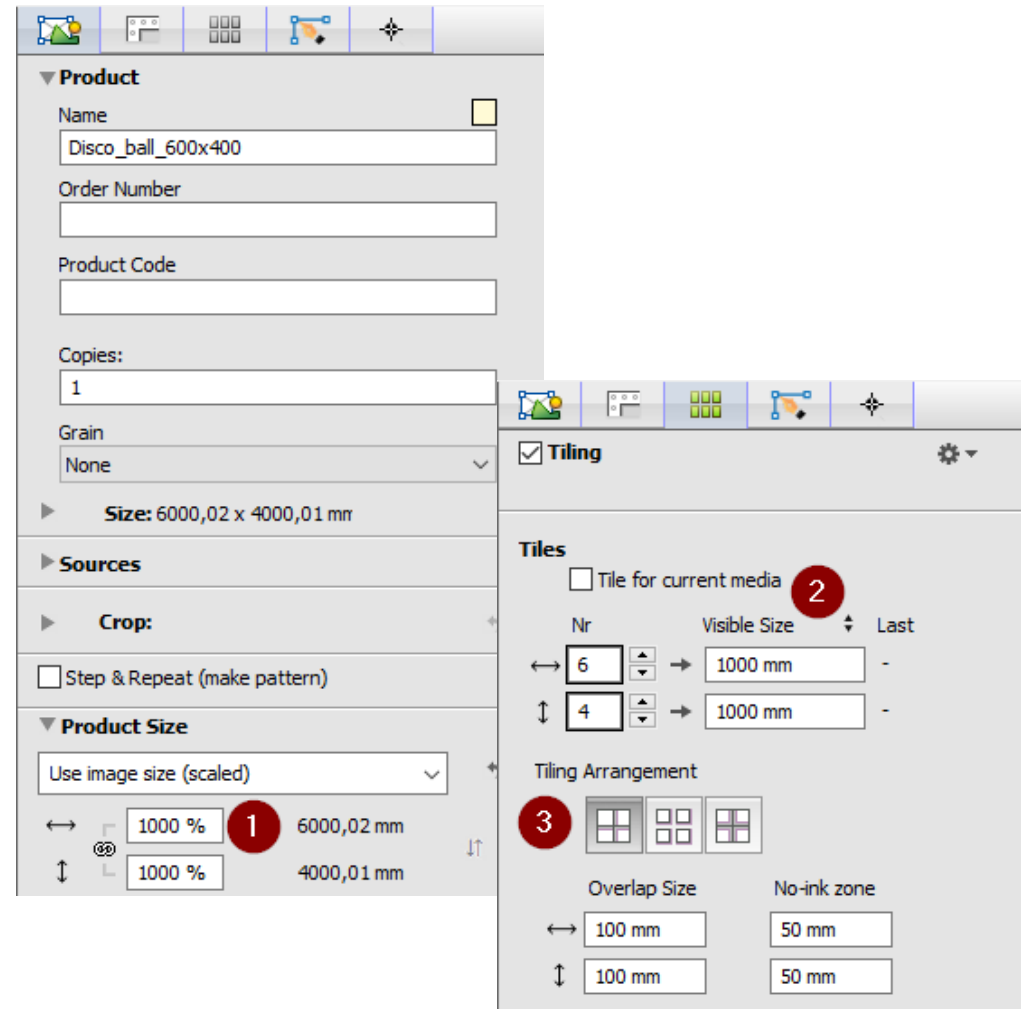 Product
Name
Disco_ball_600x400
Order Number
Product Code
Copies:
1
Grain
None
Size: 6000,02 x 4000,01 mm
Sources
Crop:
Step & Repeat (make pattern)
Product Size
Use image size (scaled)
1000 % 1 6000,02 mm
1000 % 4000,01 mm
Tiling
Tiles
Tile for current media 2
Nr Visible Size Last
6 1000 mm -
4 1000 mm -
Tiling Arrangement
3
Overlap Size No-ink zone
100 mm 50 mm
100 mm 50 mm